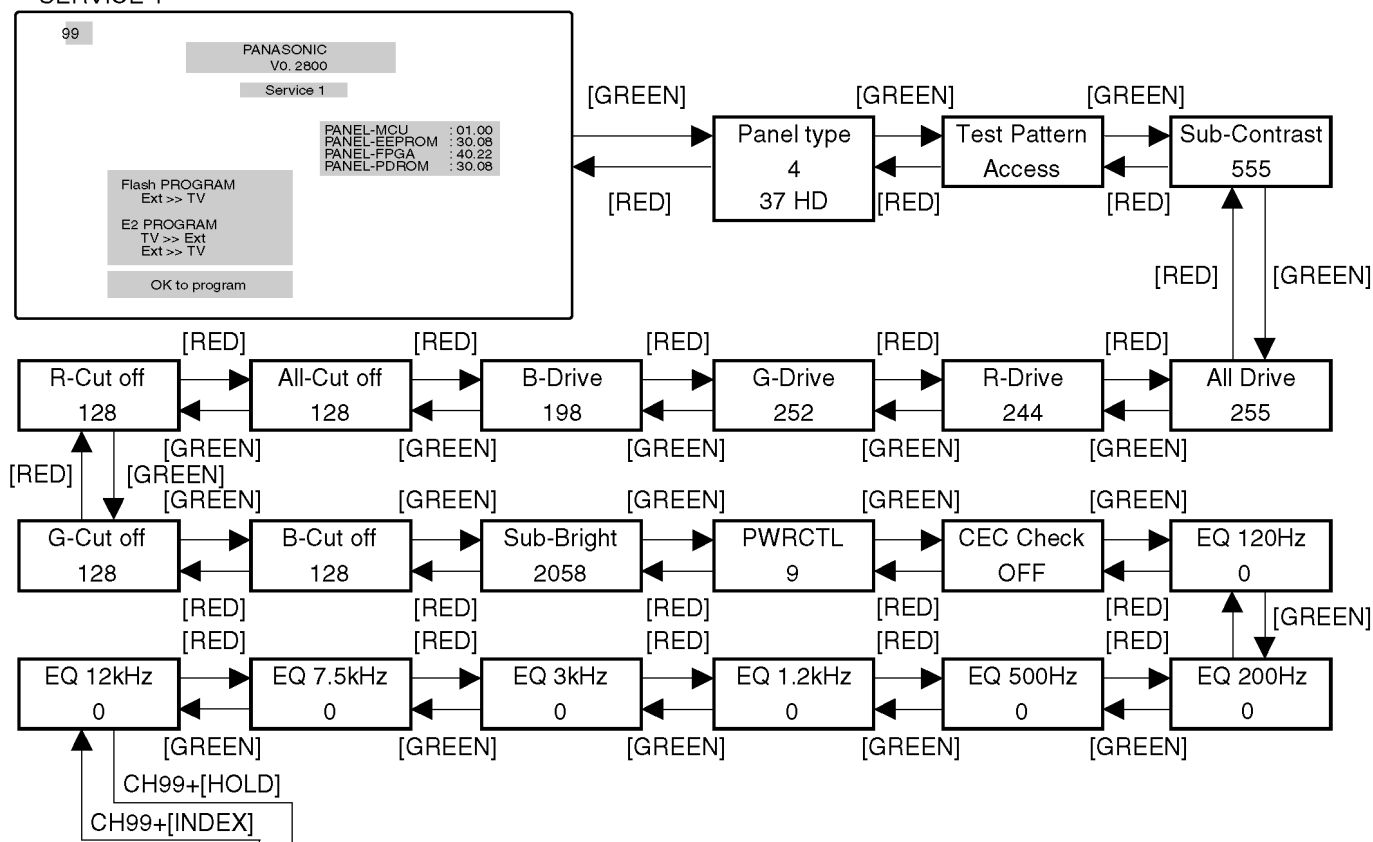 99
PANASONIC
V0. 2800
Service 1
PANEL-MCU : 01.00
PANEL-EEPROM : 30.08
PANEL-FPGA : 40.22
PANEL-PDROM : 30.08
Flash PROGRAM
Ext >> TV
E2 PROGRAM
TV >> Ext
Ext >> TV
OK to program
[GREEN] [GREEN] [GREEN]
Panel type
4
37 HD
Test Pattern
Access
Sub-Contrast
555
[RED] [RED] [RED]
[RED] [GREEN]
[RED] [RED] [RED] [RED] [RED]
R-Cut off
128
All-Cut off
128
B-Drive
198
G-Drive
252
R-Drive
244
All Drive
255
[GREEN] [GREEN] [GREEN] [GREEN] [GREEN]
[RED] [GREEN]
[GREEN] [GREEN] [GREEN] [GREEN] [GREEN]
G-Cut off
128
B-Cut off
128
Sub-Bright
2058
PWRCTL
9
CEC Check
OFF
EQ 120Hz
0
[RED] [RED] [RED] [RED] [RED]
[GREEN]
[RED] [RED] [RED] [RED] [RED]
EQ 12kHz
0
EQ 7.5kHz
0
EQ 3kHz
0
EQ 1.2kHz
0
EQ 500Hz
0
EQ 200Hz
0
[GREEN] [GREEN] [GREEN] [GREEN] [GREEN]
CH99+[HOLD]
CH99+[INDEX]